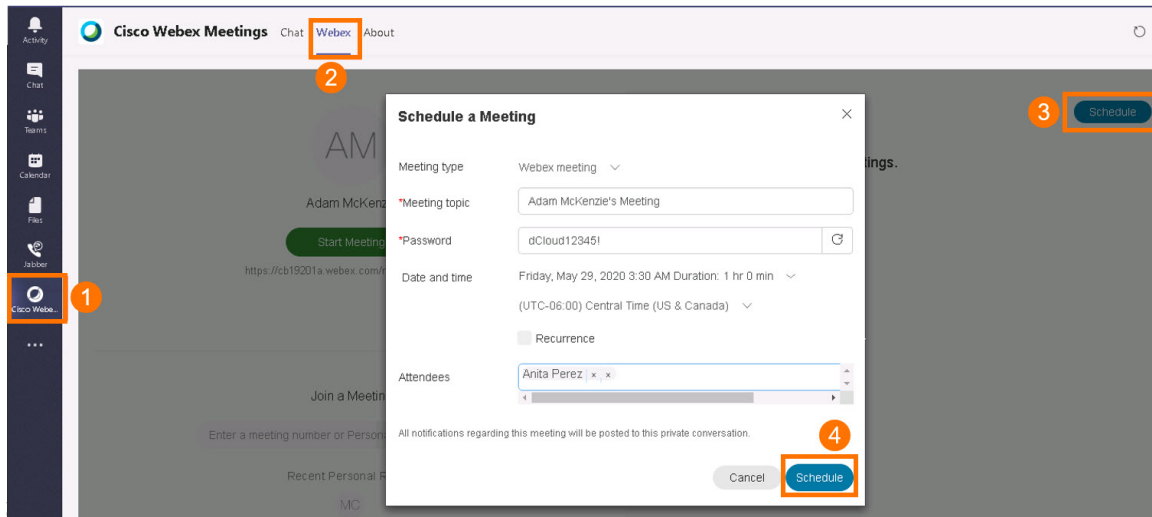 Activity
Chat
Teams
Calendar
Files
Jabber
Cisco Webe...
1
Cisco Webex Meetings Chat Webex About
2
3
Schedule
AM
Adam McKenz
Start Meeting
https://cb19201a.webex.com/
Join a Meetin
Enter a meeting number or Person
Recent Personal R
MC
tings.
Schedule a Meeting
Meeting type Webex meeting
*Meeting topic Adam McKenzie's Meeting
*Password dCloud12345!
Date and time Friday, May 29, 2020 3:30 AM Duration: 1 hr 0 min
(UTC-06:00) Central Time (US & Canada)
Recurrence
Attendees Anita Perez × ×
All notifications regarding this meeting will be posted to this private conversation.
4
Cancel Schedule